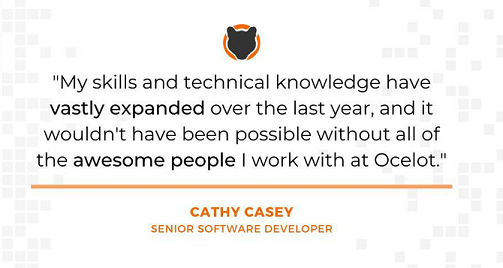 "My skills and technical knowledge have
vastly expanded over the last year, and it
wouldn't have been possible without all of
the awesome people I work with at Ocelot."
CATHY CASEY
SENIOR SOFTWARE DEVELOPER